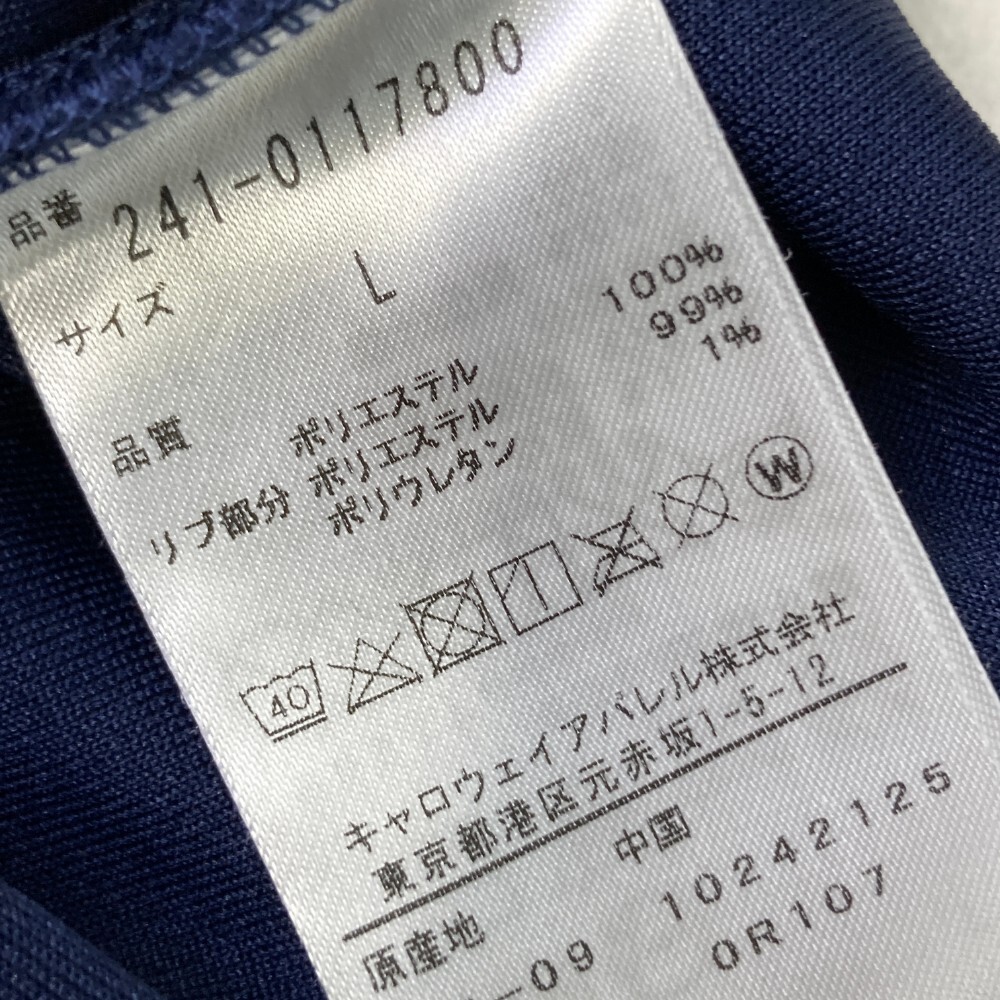 品番 241-0117800
サイズ L
品質 ポリエステル 100%
リブ部分 ポリエステル 99%
ポリウレタン 1%
40 W
キャロウェイアパレル株式会社
東京都港区元赤坂1-5-12
原産地 中国
-09 10242125
0R107